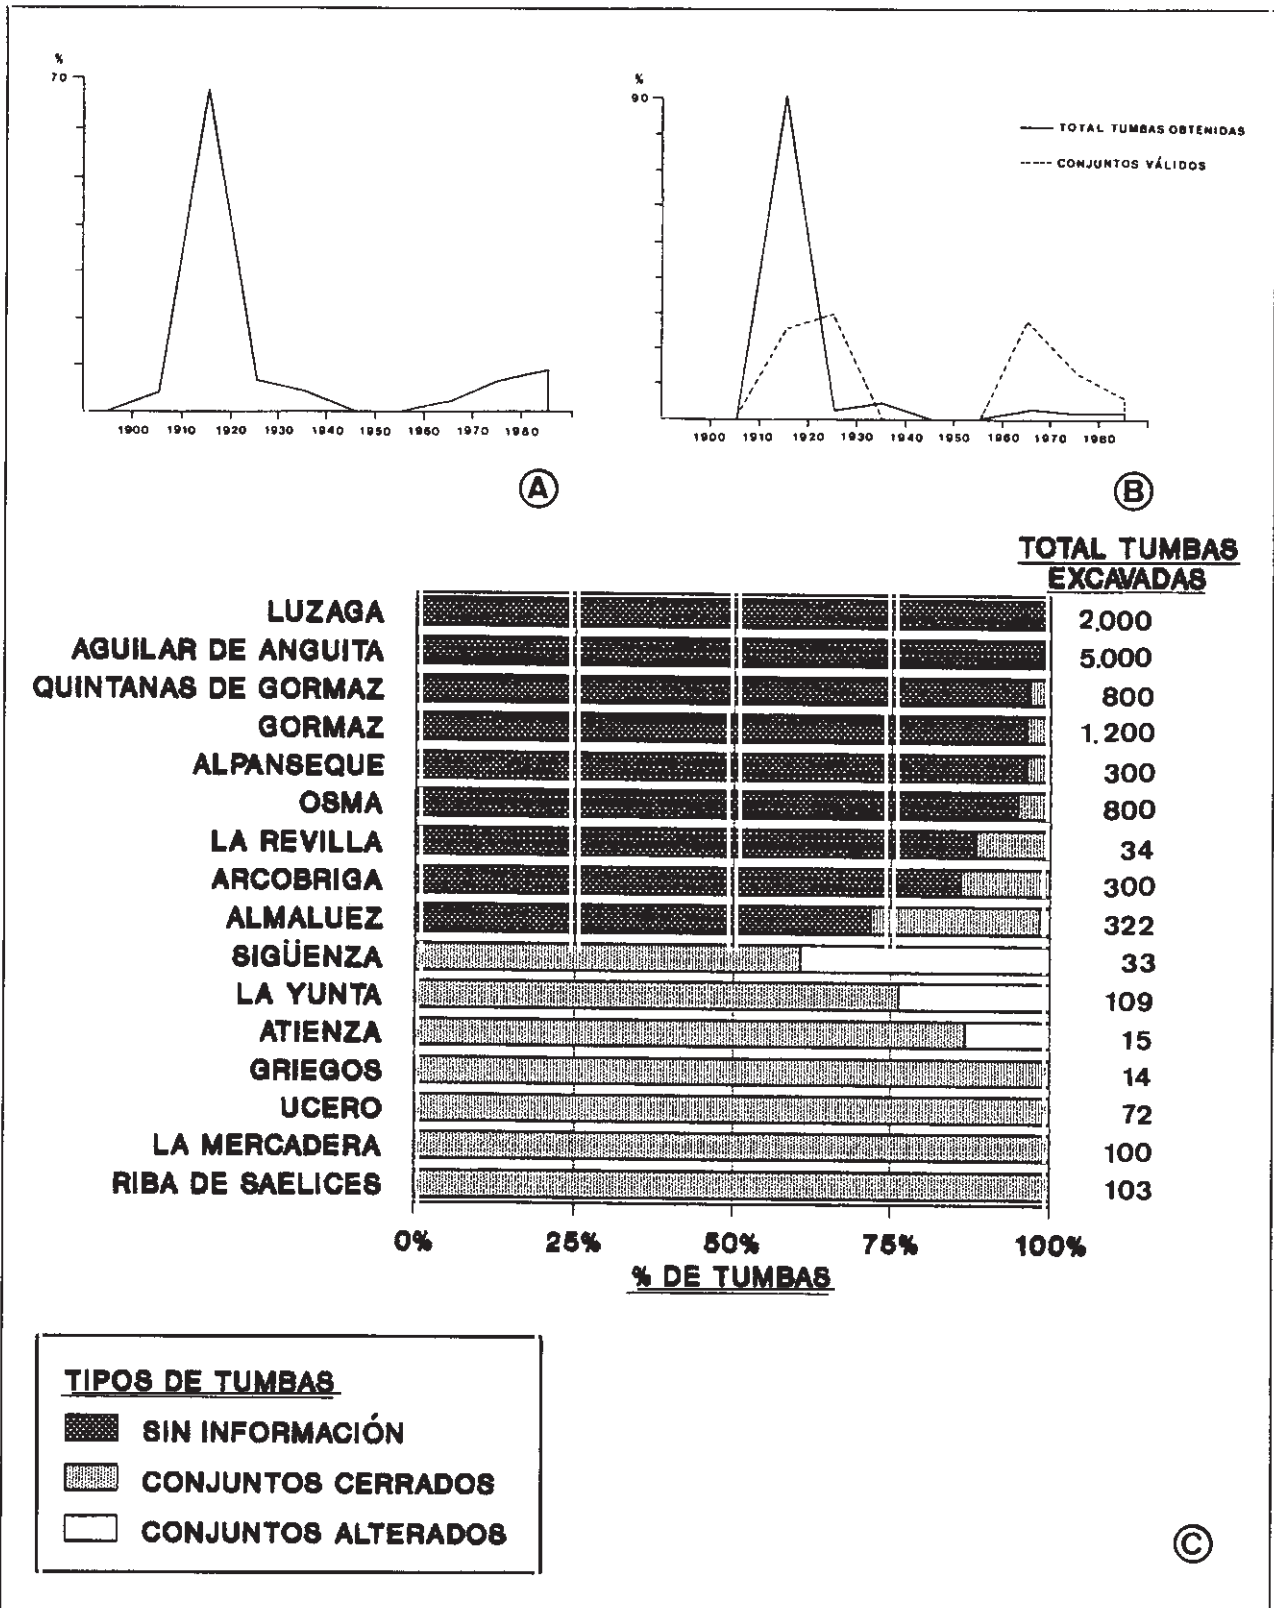 %
70
1900 1910 1920 1930 1940 1950 1960 1970 1980
A
%
90
TOTAL TUMBAS OBTENIDAS
CONJUNTOS VÁLIDOS
1900 1910 1920 1930 1940 1950 1960 1970 1980
B
TOTAL TUMBAS
EXCAVADAS
LUZAGA 2.000
AGUILAR DE ANGUITA 5.000
QUINTANAS DE GORMAZ 800
GORMAZ 1.200
ALPANSEQUE 300
OSMA 800
LA REVILLA 34
ARCOBRIGA 300
ALMALUEZ 322
SIGÜENZA 33
LA YUNTA 109
ATIENZA 15
GRIEGOS 14
UCERO 72
LA MERCADERA 100
RIBA DE SAELICES 103
0% 25% 50% 75% 100%
% DE TUMBAS
TIPOS DE TUMBAS
SIN INFORMACIÓN
CONJUNTOS CERRADOS
CONJUNTOS ALTERADOS
C